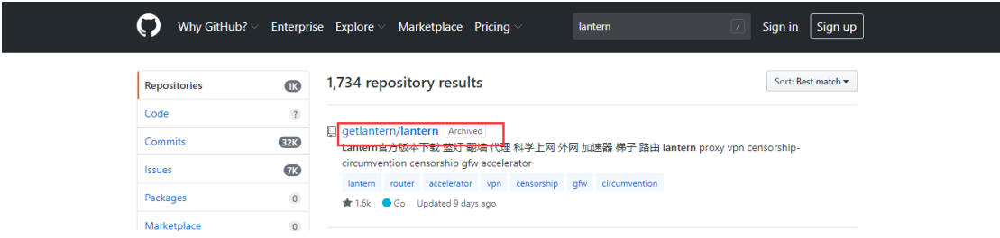 Why GitHub? Enterprise Explore Marketplace Pricing lantern / Sign in Sign up
Repositories 1K
Code ?
Commits 32K
Issues 7K
Packages 0
Marketplace 0
1,734 repository results
Sort: Best match
getlantern/lantern Archived
Lantern官方版本下载 蓝灯 翻墙 代理 科学上网 外网 加速器 梯子 路由 lantern proxy vpn censorship-
circumvention censorship gfw accelerator
lantern router accelerator vpn censorship gfw circumvention
1.6k Go Updated 9 days ago